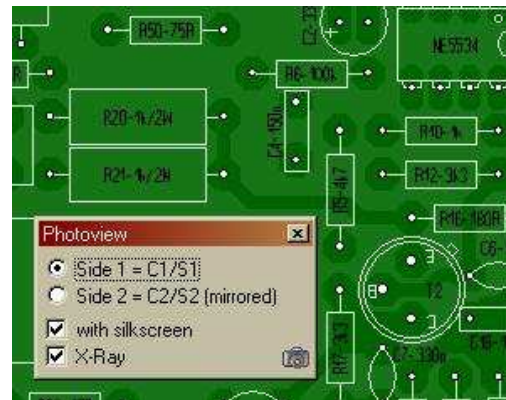 R50-75R
NE5534
R6-100k
R20-1k/2W
C4-150n
R10-1k
R21-1k/2W
R12-3k3
R5-4k7
R16-180R
Photoview
Side 1 = C1/S1
Side 2 = C2/S2 (mirrored)
with silkscreen
X-Ray
E
B
C
T2
R17-3k3
C7-330n